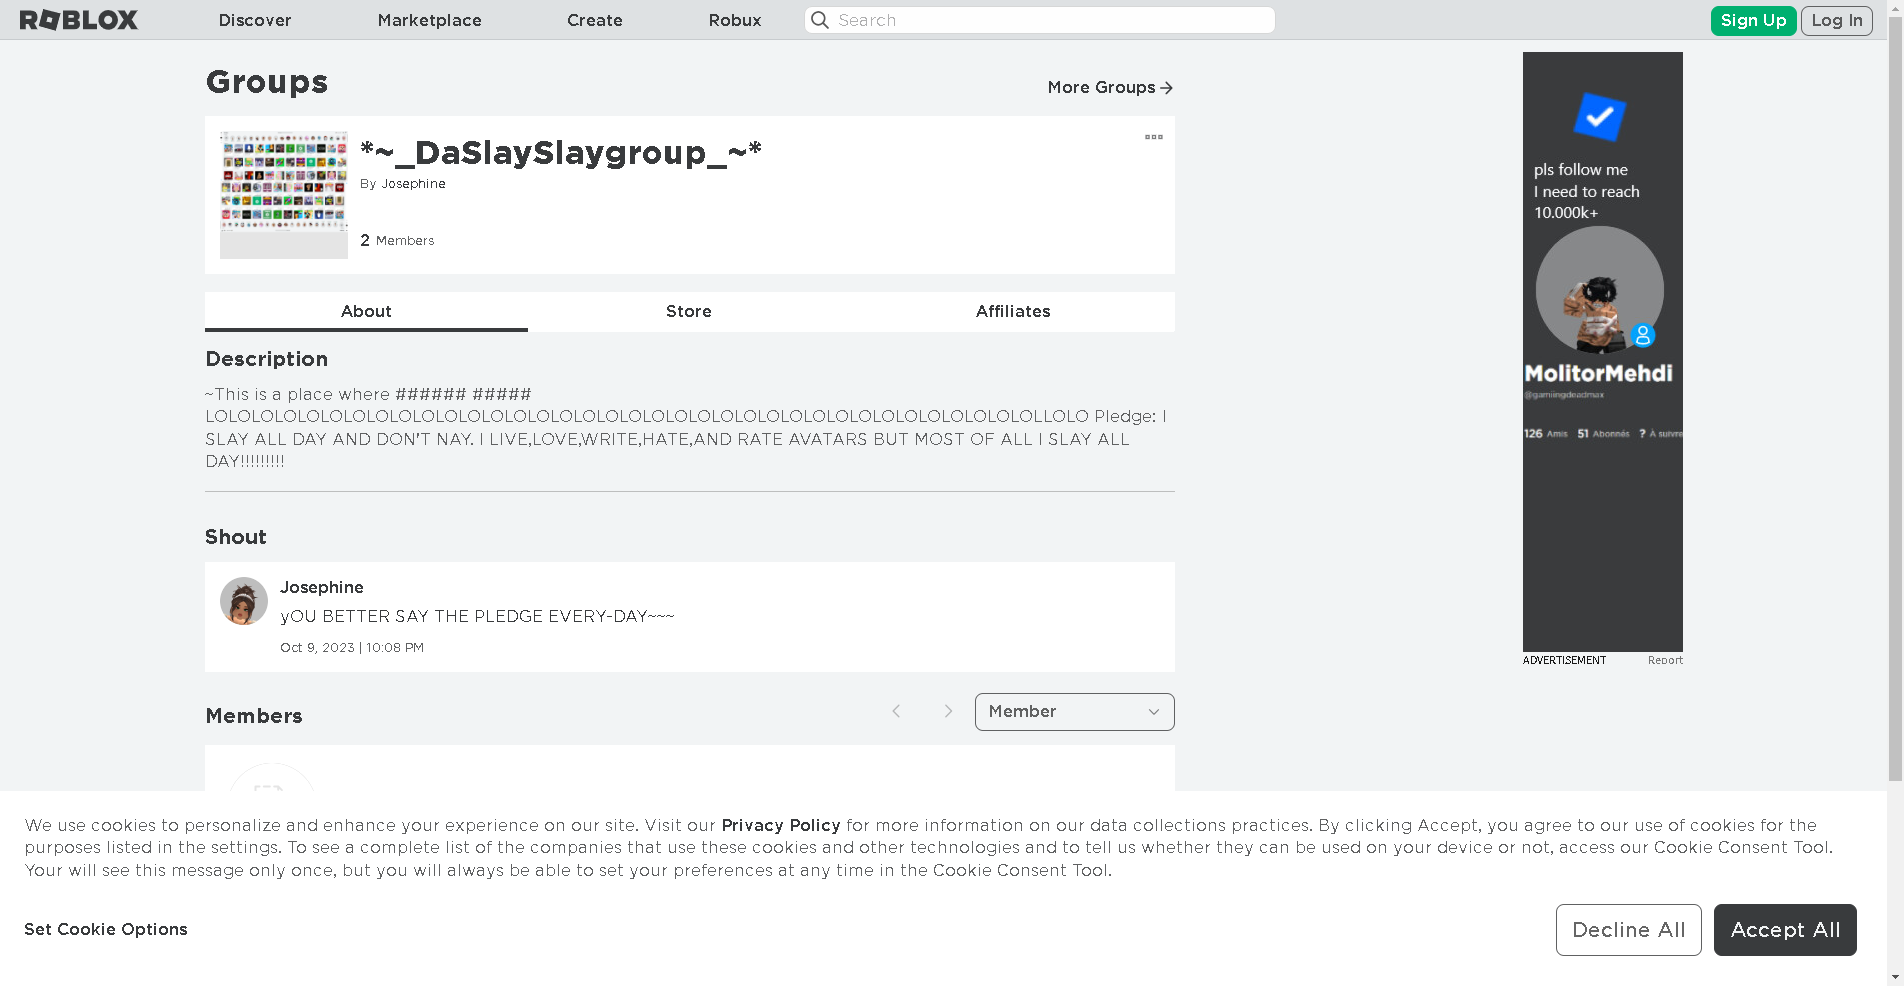 ROBLOX Discover Marketplace Create Robux Search Sign Up Log In
Groups
More Groups
*~_DaSlaySlaygroup_~*
By Josephine
2 Members
About Store Affiliates
Description
~This is a place where ###### #####
LOLOLOLOLOLOLOLOLOLOLOLOLOLOLOLOLOLOLOLOLOLOLOLOLOLOLOLOLOLOLOLOLOLOLOLOLLOLO Pledge: I
SLAY ALL DAY AND DON'T NAY. I LIVE,LOVE,WRITE,HATE,AND RATE AVATARS BUT MOST OF ALL I SLAY ALL
DAY!!!!!!!!!
Shout
Josephine
yOU BETTER SAY THE PLEDGE EVERY-DAY~~~
Oct 9, 2023 | 10:08 PM
Members
Member
pls follow me
I need to reach
10.000k+
MolitorMehdi
@gamiingdeadmax
126 Amis 51 Abonnés ? À suivre
ADVERTISEMENT Report
We use cookies to personalize and enhance your experience on our site. Visit our Privacy Policy for more information on our data collections practices. By clicking Accept, you agree to our use of cookies for the
purposes listed in the settings. To see a complete list of the companies that use these cookies and other technologies and to tell us whether they can be used on your device or not, access our Cookie Consent Tool.
Your will see this message only once, but you will always be able to set your preferences at any time in the Cookie Consent Tool.
Set Cookie Options
Decline All
Accept All